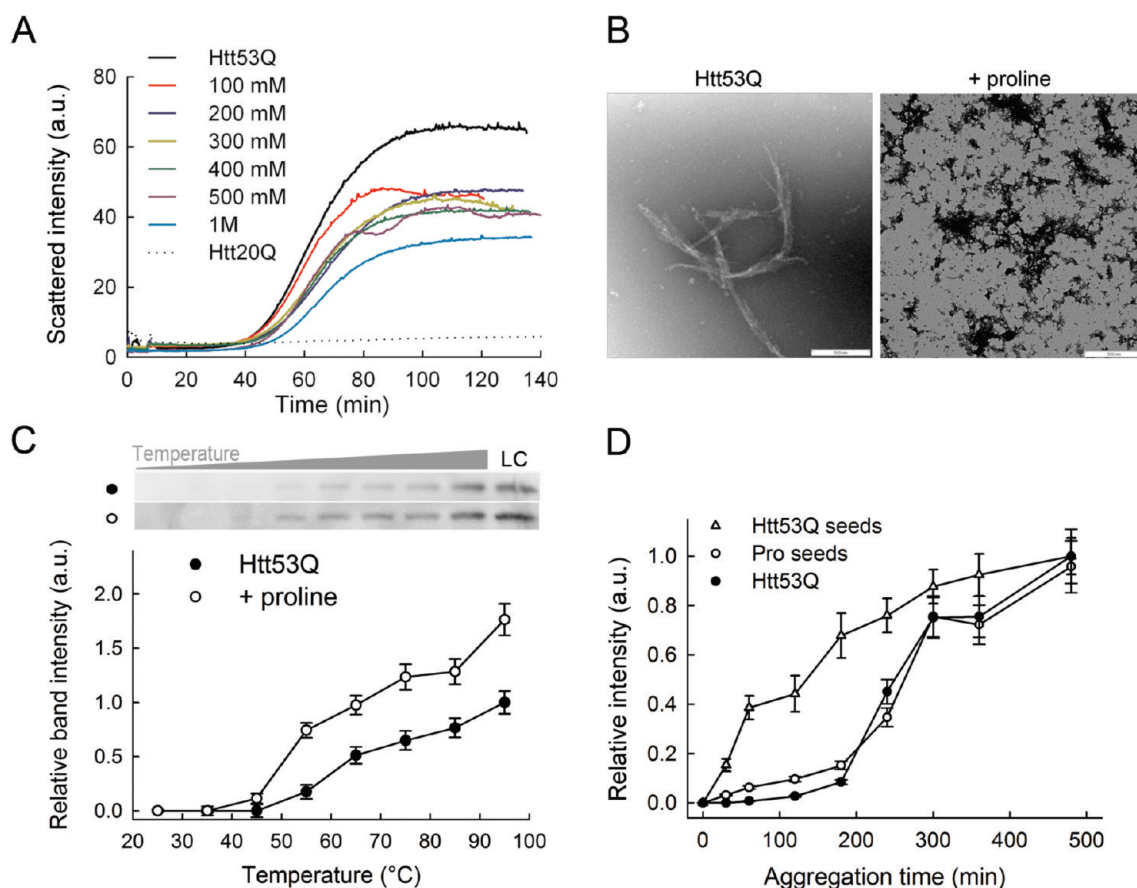 A
Htt53Q
100 mM
200 mM
300 mM
400 mM
500 mM
1M
Htt20Q
Scattered intensity (a.u.)
80
60
40
20
0
0 20 40 60 80 100 120 140
Time (min)
B
Htt53Q
+ proline
C
Temperature
LC
Htt53Q
+ proline
Relative band intensity (a.u.)
2.0
1.5
1.0
0.5
0.0
20 30 40 50 60 70 80 90 100
Temperature (°C)
D
Htt53Q seeds
Pro seeds
Htt53Q
Relative intensity (a.u.)
1.0
0.8
0.6
0.4
0.2
0.0
0 100 200 300 400 500
Aggregation time (min)